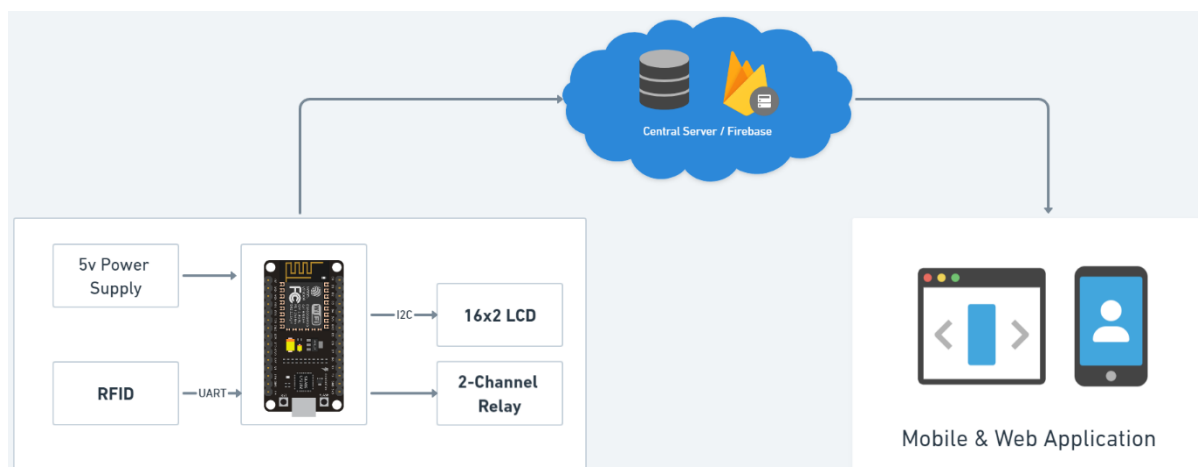 Central Server / Firebase
5v Power
Supply
I2C
16x2 LCD
RFID
UART
2-Channel
Relay
Mobile & Web Application